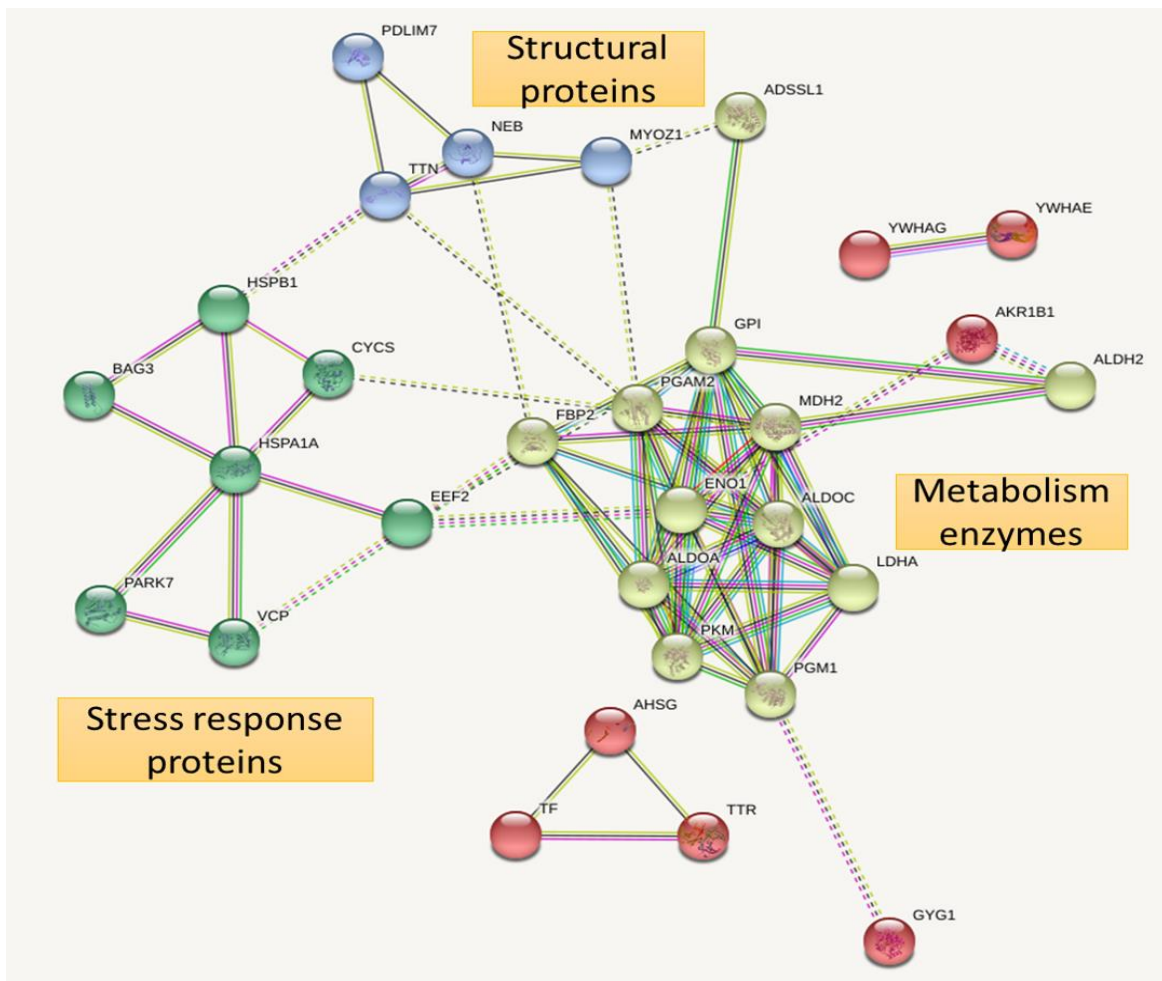 PDLIM7
Structural
proteins
ADSSL1
NEB
MYOZ1
TTN
YWHAE
YWHAG
HSPB1
AKR1B1
GPI
CYCS
ALDH2
BAG3
PGAM2
MDH2
FBP2
HSPA1A
ENO1
ALDOC
EEF2
Metabolism
enzymes
ALDOA
LDHA
PARK7
VCP
PKM
PGM1
Stress response
proteins
AHSG
TF
TTR
GYG1